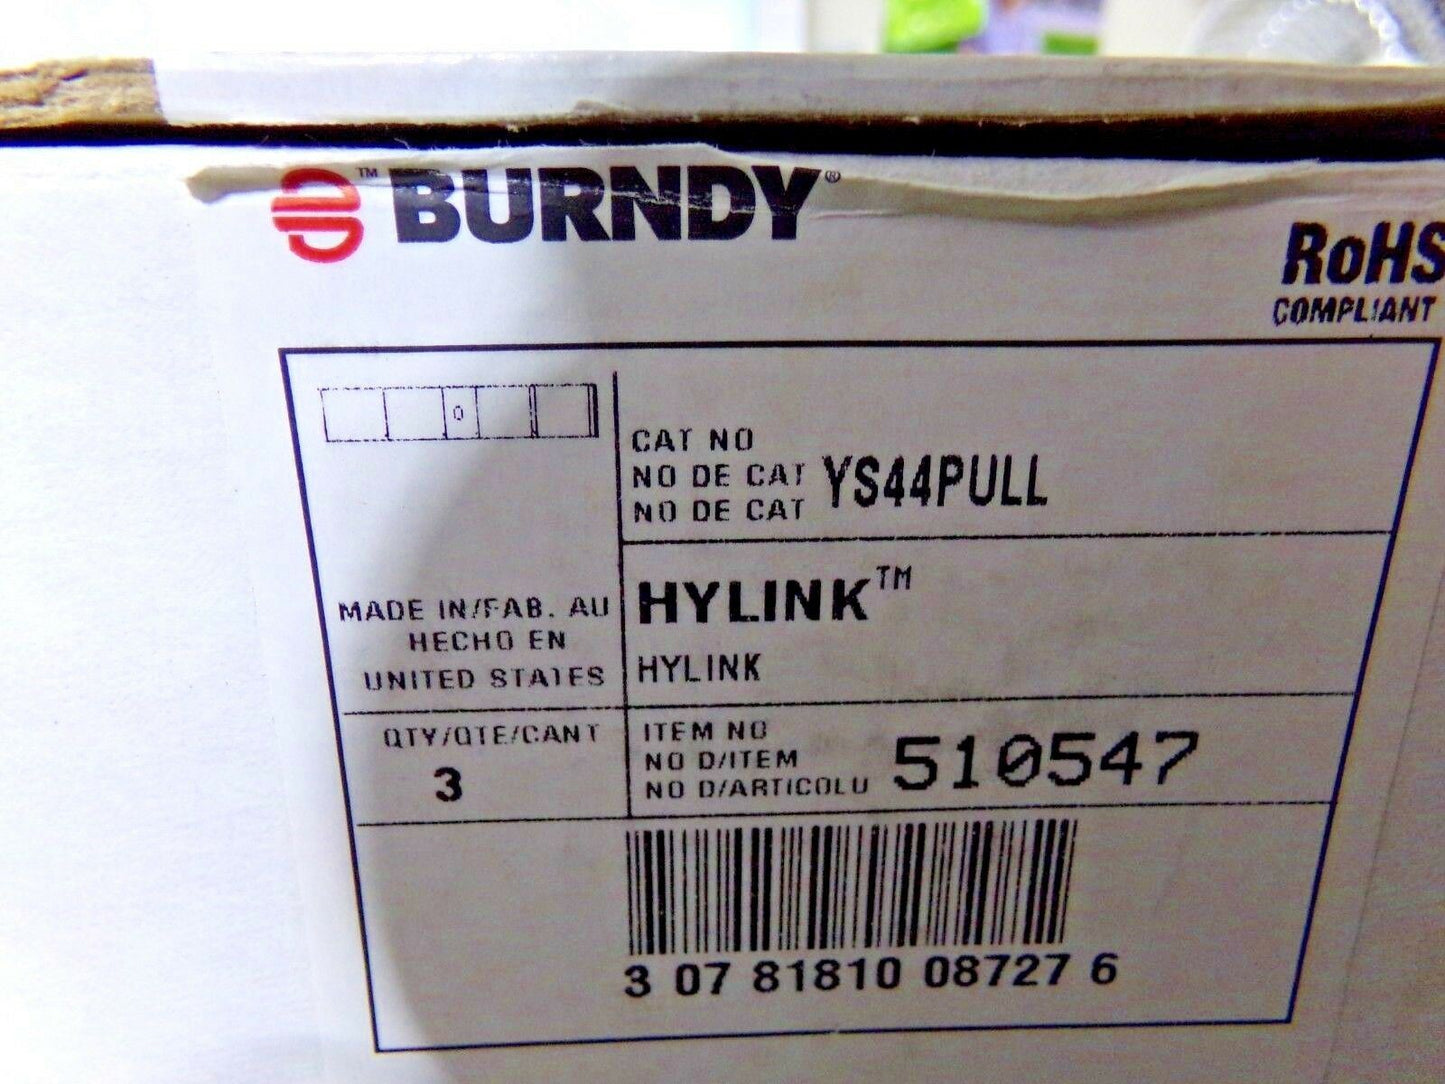 ™ BURNDY®
RoHS
COMPLIANT
0
CAT NO
NO DE CAT
NO DE CAT
YS44PULL
MADE IN/FAB. AU
HECHO EN
UNITED STATES
HYLINK™
HYLINK
QTY/QTE/CANT
3
ITEM NO
NO D/ITEM
NO D/ARTICOLU
510547
3 07 81810 08727 6